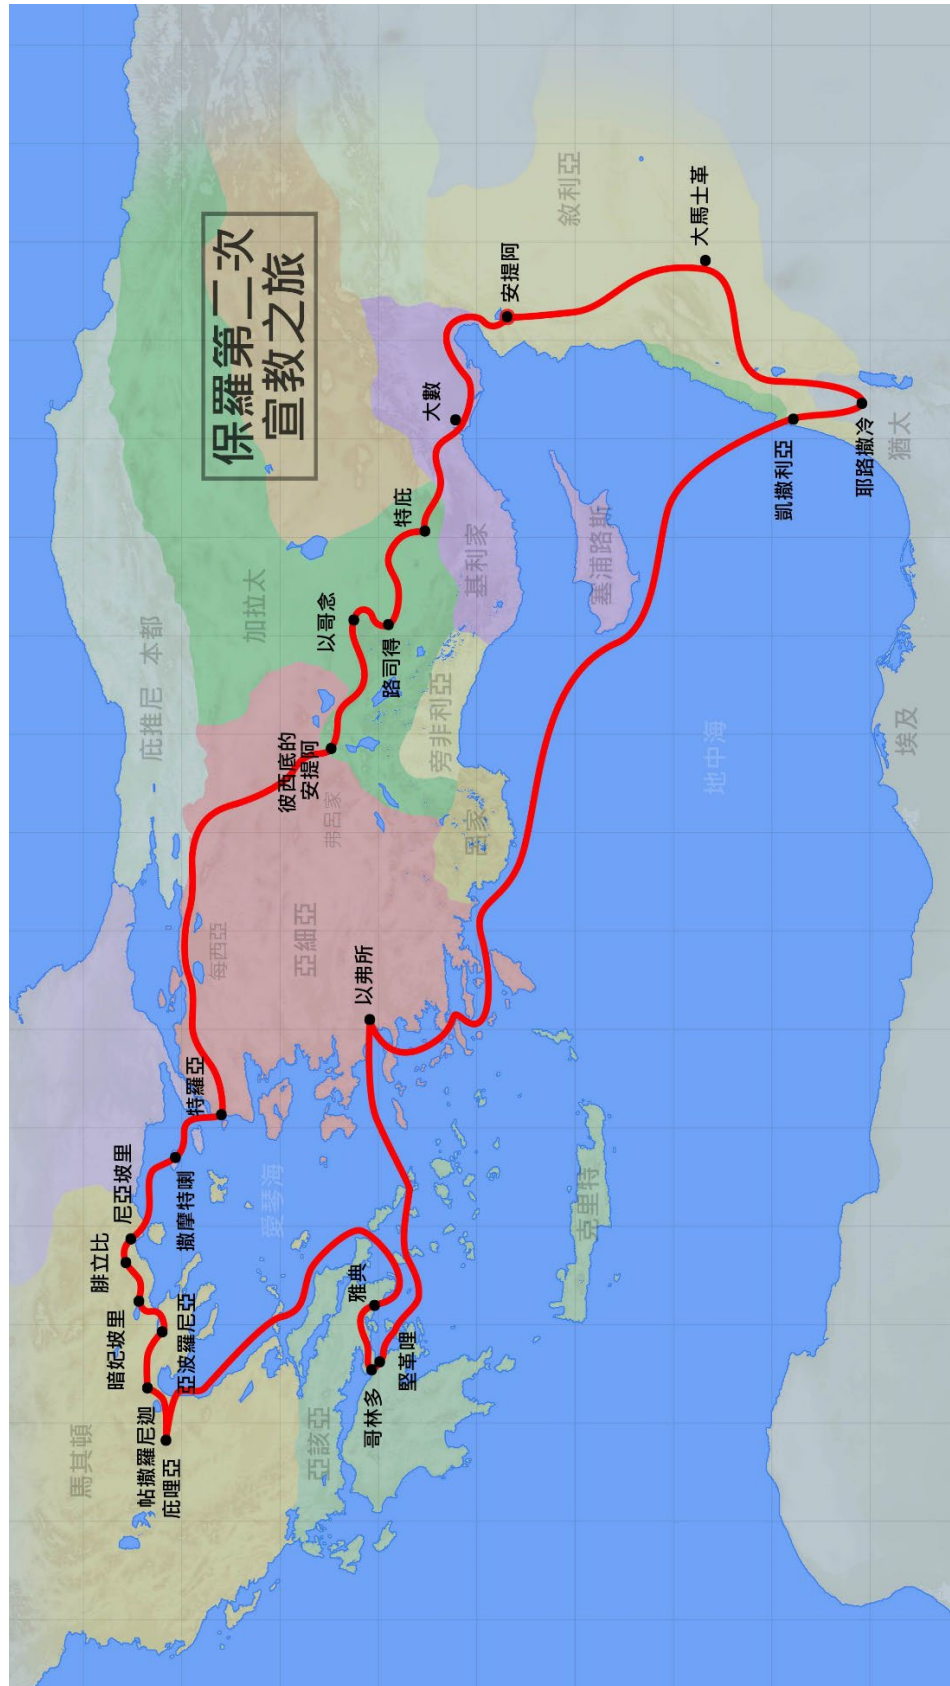 保羅第二次
宣教之旅
馬其頓
庇推尼 本都
加拉太
每西亞
亞細亞
弗呂家
彼西底的
安提阿
呂家
旁非利亞
基利家
敘利亞
塞浦路斯
猶太
埃及
地中海
愛琴海
克里特
亞該亞
安提阿
大馬士革
耶路撒冷
凱撒利亞
大數
特庇
路司得
以哥念
特羅亞
撒摩特喇
尼亞坡里
腓立比
暗妃坡里
亞波羅尼亞
帖撒羅尼迦
庇哩亞
雅典
哥林多
堅革哩
以弗所